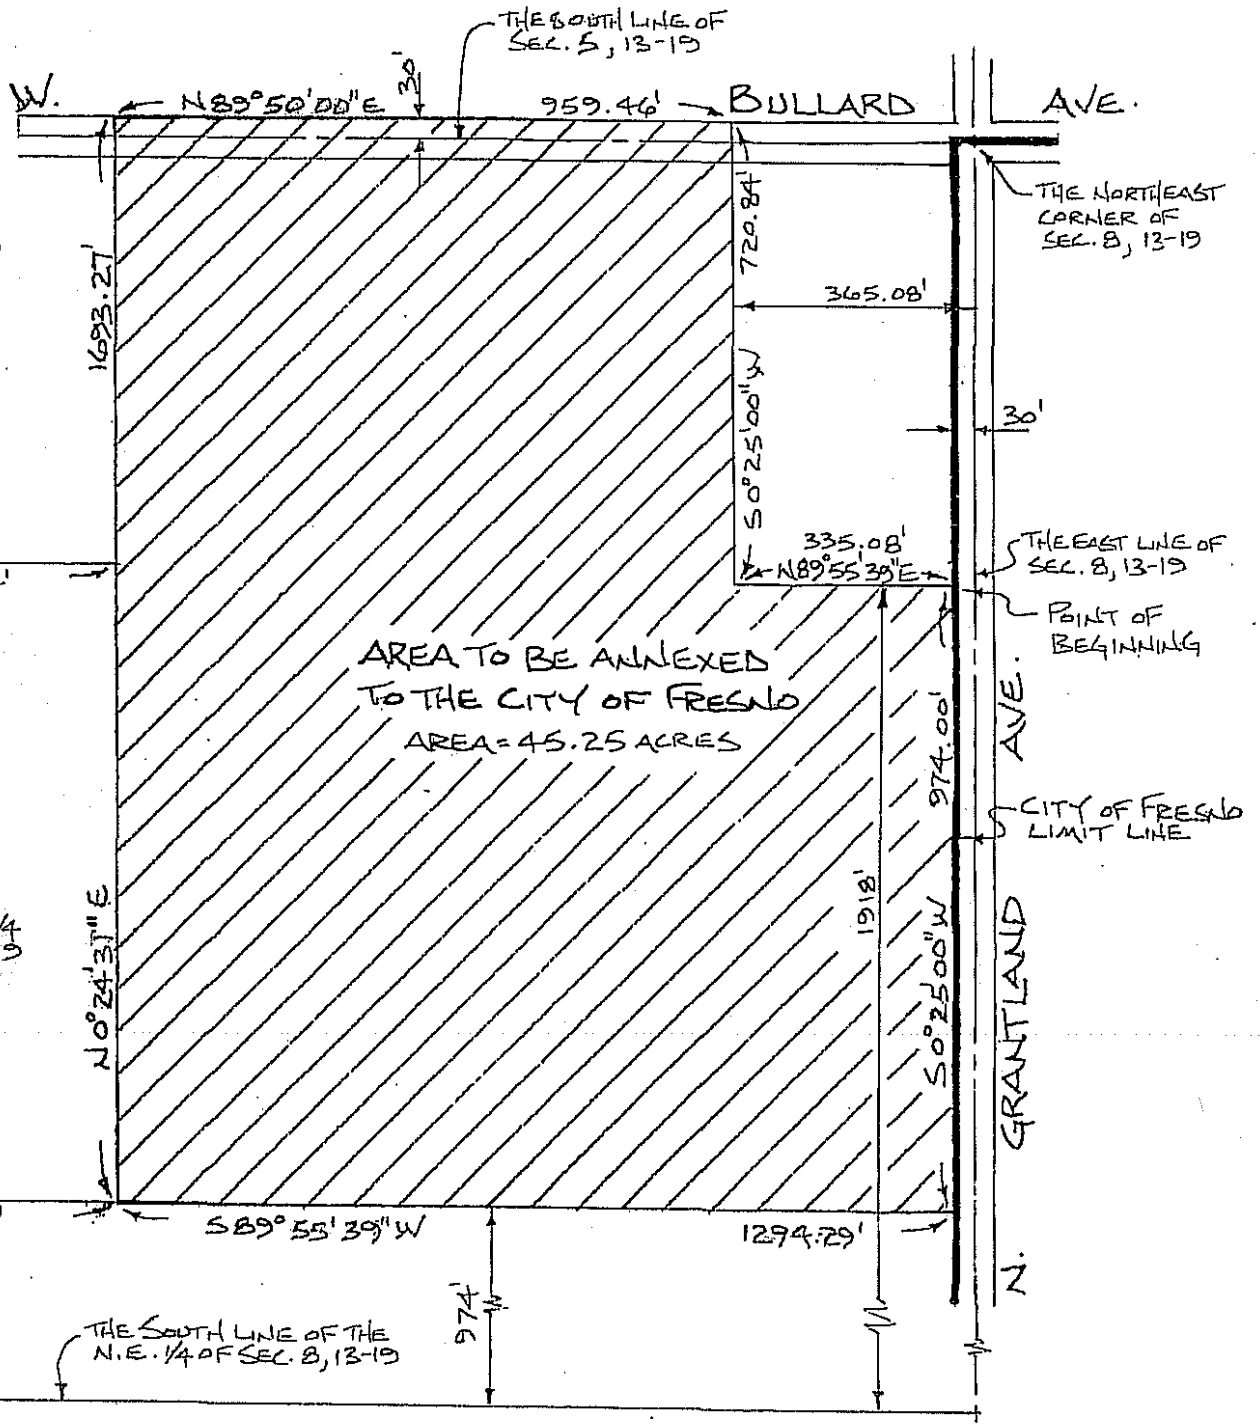 THE SOUTH LINE OF
SEC. 5, 13-19
W.
N89°50'00"E
30'
959.46'
BULLARD
AVE.
THE NORTHEAST
CORNER OF
SEC. 8, 13-19
720.84'
1693.27'
365.08'
S0°25'00"W
30'
335.08'
N89°55'39"E
THE EAST LINE OF
SEC. 8, 13-19
POINT OF
BEGINNING
AREA TO BE ANNEXED
TO THE CITY OF FRESNO
AREA=45.25 ACRES
974.00'
AVE.
CITY OF FRESNO
LIMIT LINE
1918'
N0°24'37"E
S0°25'00"W
GRANTLAND
N.
S89°55'39"W
1294.29'
974'
THE SOUTH LINE OF THE
N.E. 1/4 OF SEC. 8, 13-19